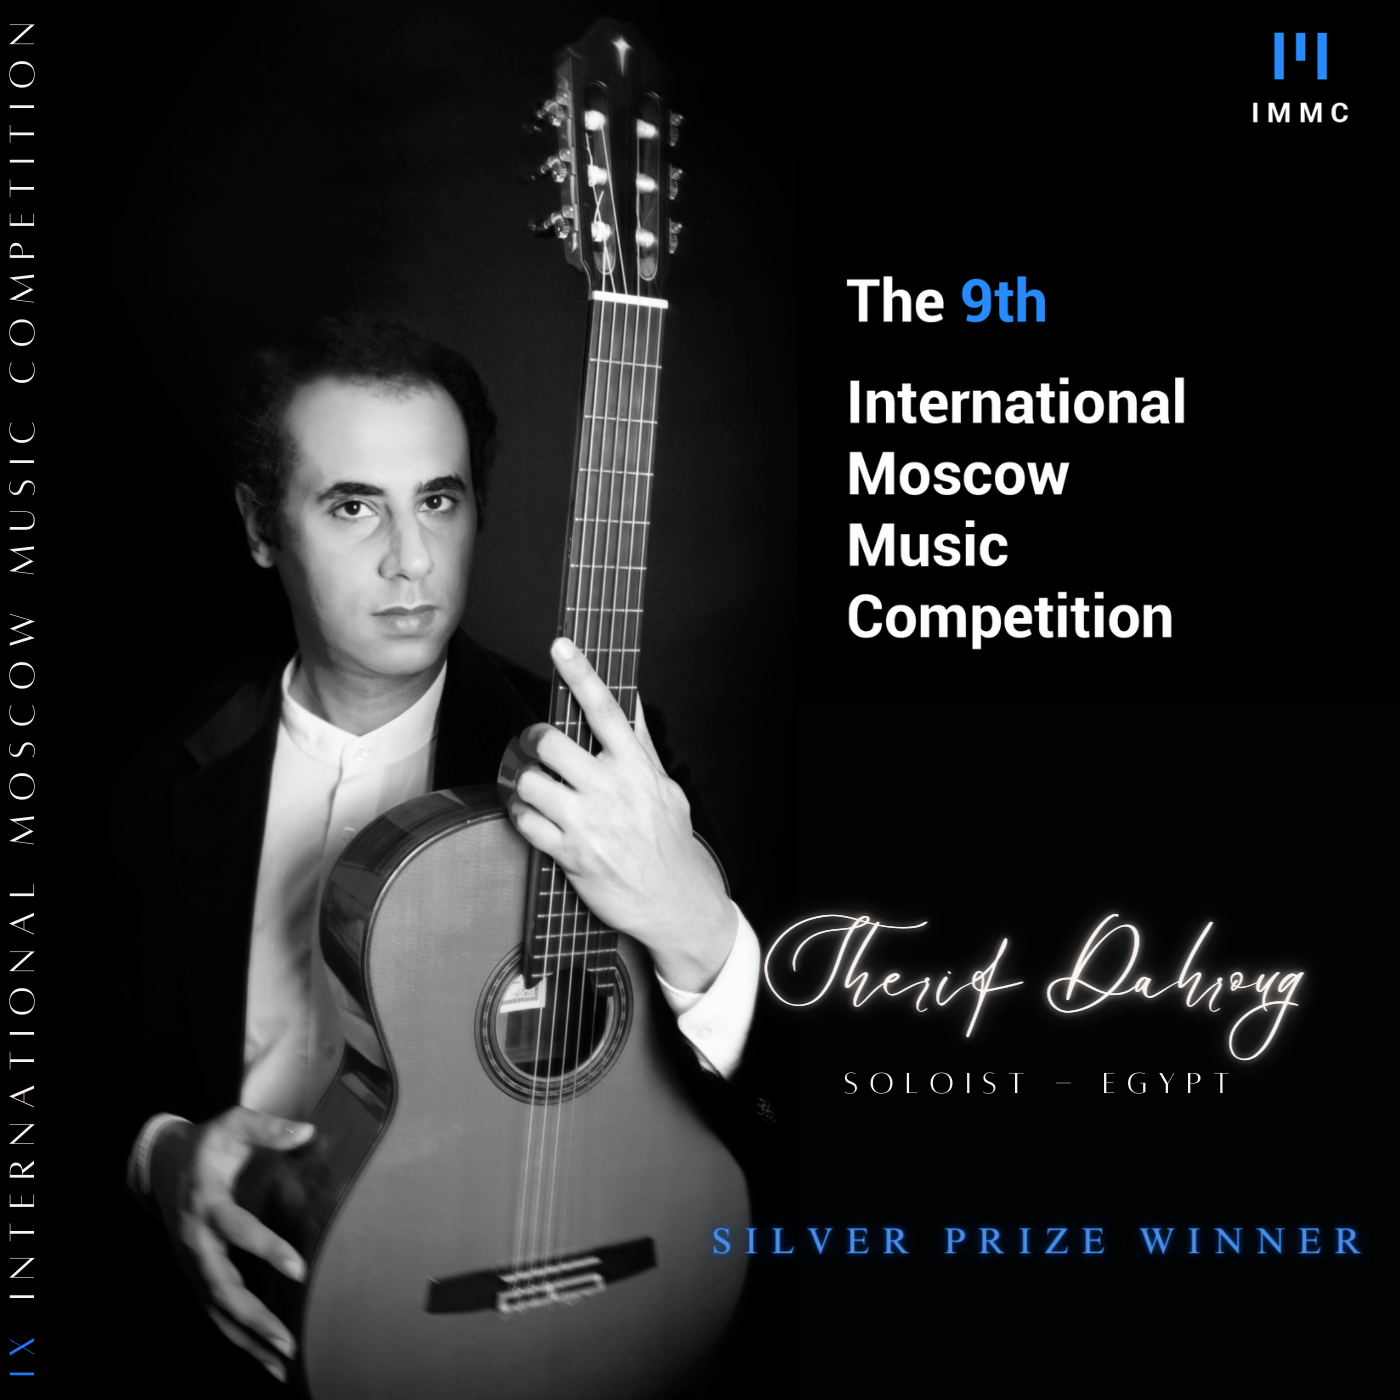 IX INTERNATIONAL MOSCOW MUSIC COMPETITION
IMMC
The 9th
International
Moscow
Music
Competition
Sherif Dahroug
SOLOIST – EGYPT
SILVER PRIZE WINNER